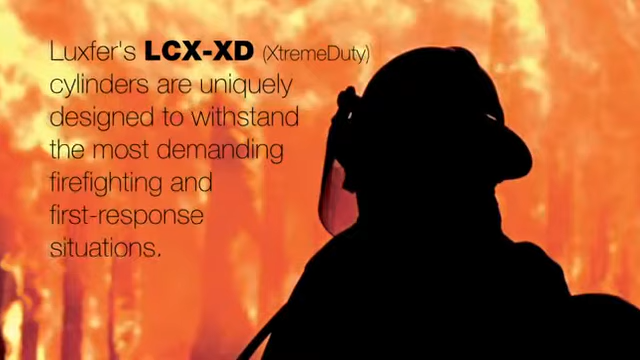 Luxfer's LCX-XD (XtremeDuty)
cylinders are uniquely
designed to withstand
the most demanding
firefighting and
first-response
situations.